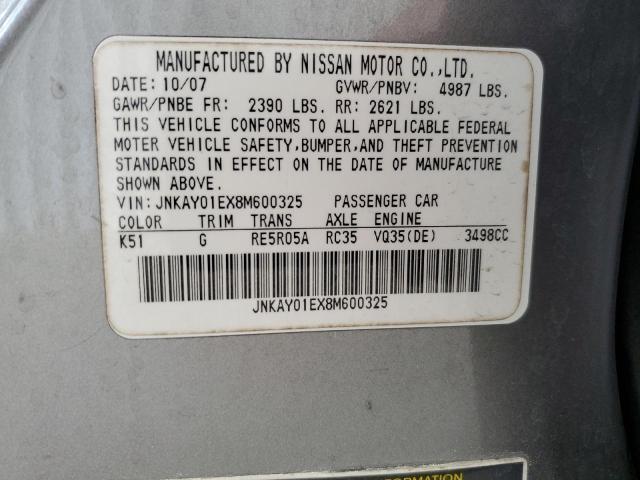 MANUFACTURED BY NISSAN MOTOR CO.,LTD.
DATE: 10/07 GVWR/PNBV: 4987 LBS.
GAWR/PNBE FR: 2390 LBS. RR: 2621 LBS.
THIS VEHICLE CONFORMS TO ALL APPLICABLE FEDERAL
MOTOR VEHICLE SAFETY,BUMPER,AND THEFT PREVENTION
STANDARDS IN EFFECT ON THE DATE OF MANUFACTURE
SHOWN ABOVE.
VIN: JNKAY01EX8M600325 PASSENGER CAR
COLOR TRIM TRANS AXLE ENGINE
K51 G RE5R05A RC35 VQ35(DE) 3498CC
JNKAY01EX8M600325
INFORMATION